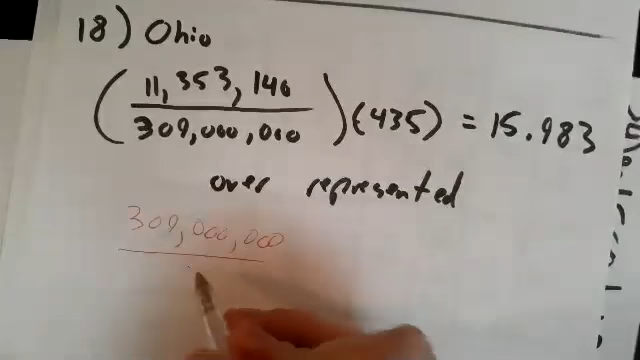 18) Ohio
(11,353,140 / 309,000,000)(435) = 15.983
over represented
309,000,000